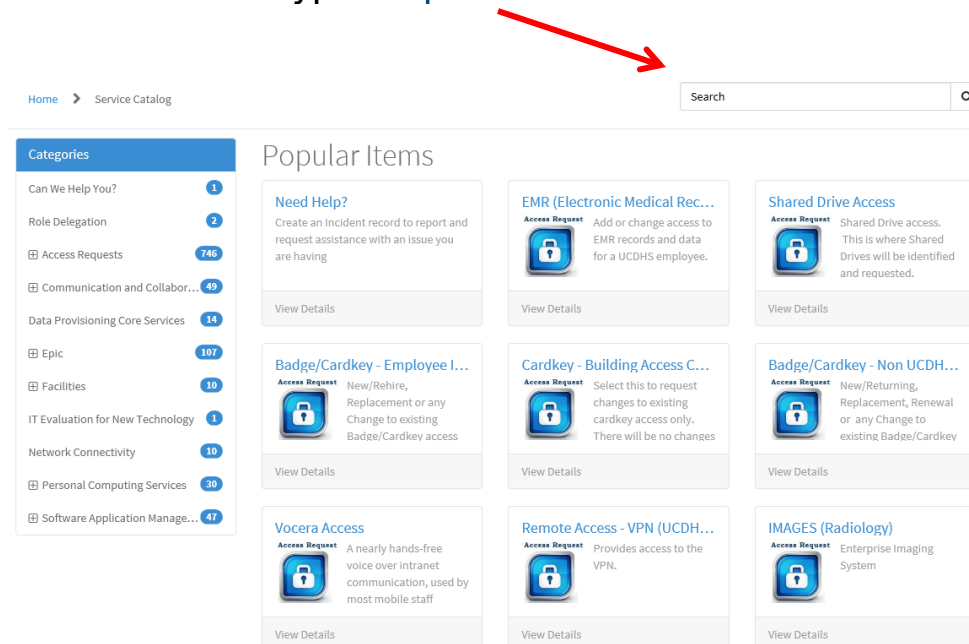 Home > Service Catalog
Search
Categories
Can We Help You? 1
Role Delegation 2
Access Requests 746
Communication and Collabor... 49
Data Provisioning Core Services 14
Epic 107
Facilities 10
IT Evaluation for New Technology 1
Network Connectivity 10
Personal Computing Services 30
Software Application Manage... 47
Popular Items
Need Help?
Create an Incident record to report and
request assistance with an issue you
are having
View Details
EMR (Electronic Medical Rec...
Access Request
Add or change access to
EMR records and data
for a UCDHS employee.
View Details
Shared Drive Access
Access Request
Shared Drive access.
This is where Shared
Drives will be identified
and requested.
View Details
Badge/Cardkey - Employee I...
Access Request
New/Rehire,
Replacement or any
Change to existing
Badge/Cardkey access
View Details
Cardkey - Building Access C...
Access Request
Select this to request
changes to existing
cardkey access only.
There will be no changes
View Details
Badge/Cardkey - Non UCDH...
Access Request
New/Returning,
Replacement, Renewal
or any Change to
existing Badge/Cardkey
View Details
Vocera Access
Access Request
A nearly hands-free
voice over intranet
communication, used by
most mobile staff
View Details
Remote Access - VPN (UCDH...
Access Request
Provides access to the
VPN.
View Details
IMAGES (Radiology)
Access Request
Enterprise Imaging
System
View Details